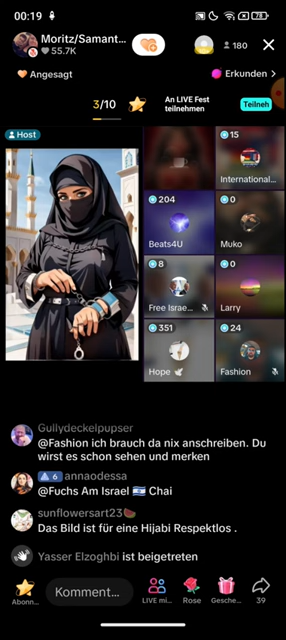 00:19
78
Moritz/Samant...
55.7K
180
Angesagt
Erkunden >
3/10
An LIVE Fest
teilnehmen
Teilneh
Host
15
International...
204
Beats4U
0
Muko
8
Free Israe...
0
Larry
351
Hope 🕊
24
Fashion
Gullydeckelpupser
@Fashion ich brauch da nix anschreiben. Du
wirst es schon sehen und merken
6 annaodessa
@Fuchs Am Israel 🇮🇱 Chai
sunflowersart23🍉
Das Bild ist für eine Hijabi Respektlos .
Yasser Elzoghbi ist beigetreten
Kommen...
Abonn...
LIVE mi...
Rose
Gesche...
39